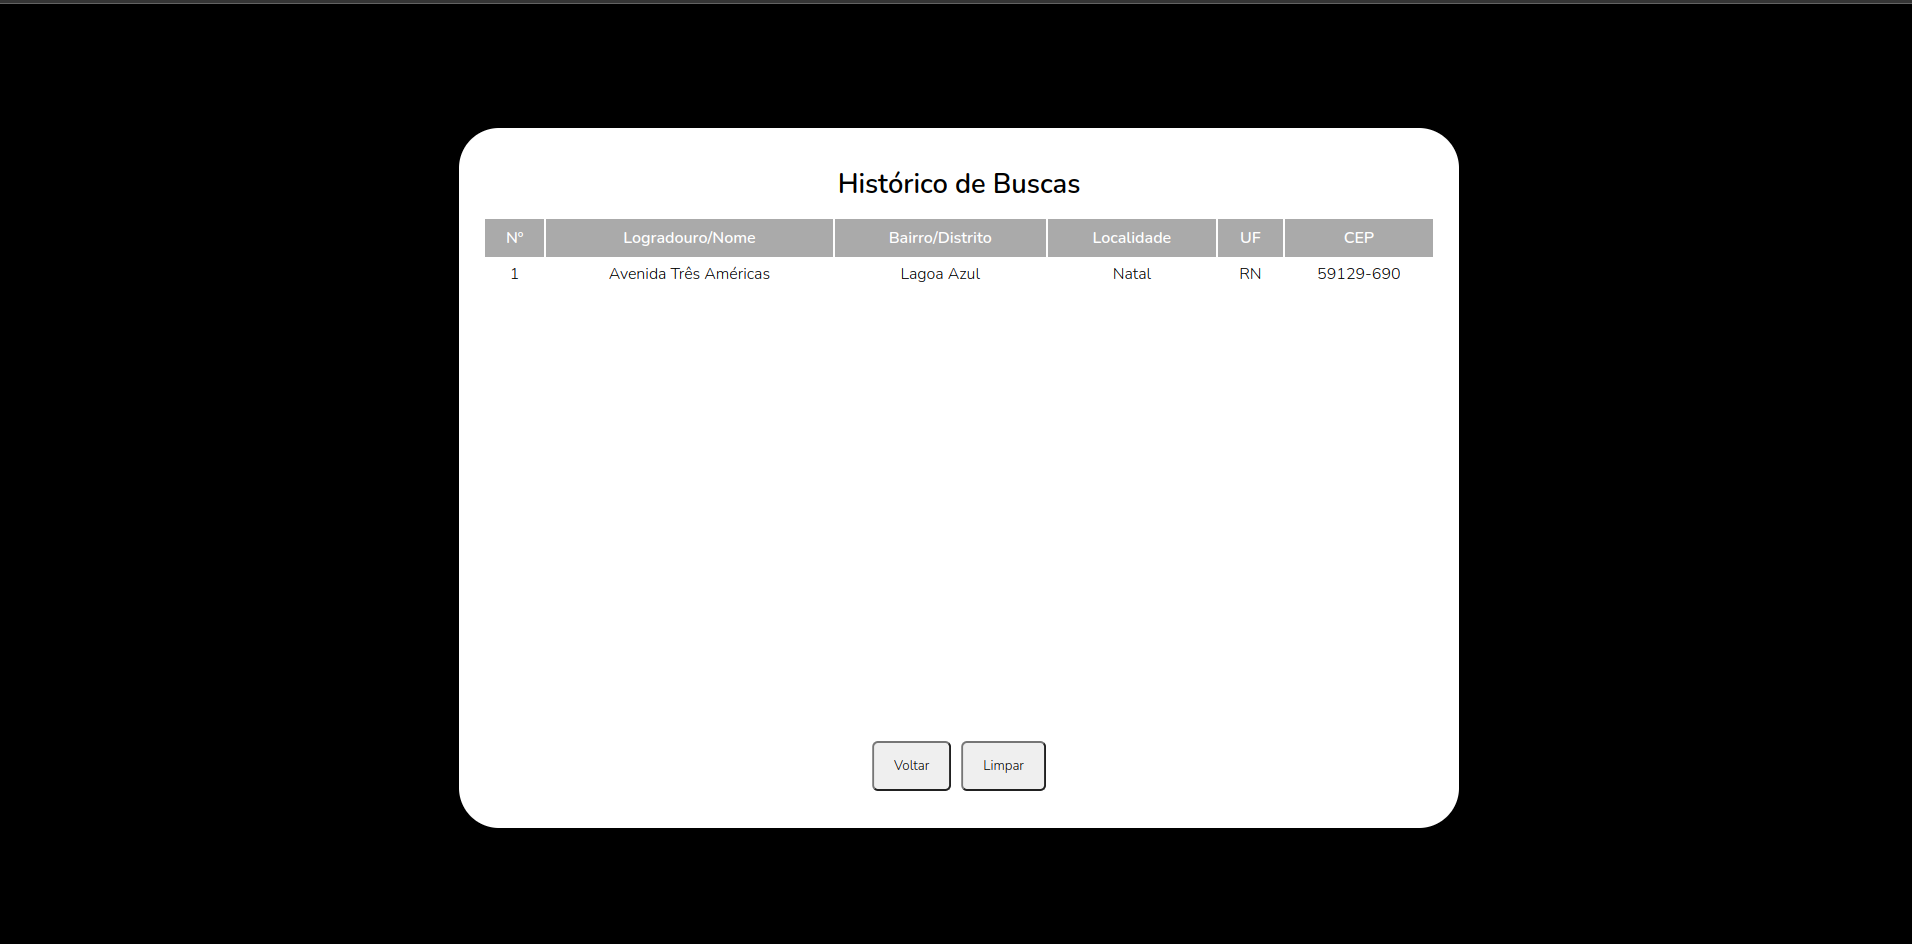 Histórico de Buscas
Nº Logradouro/Nome Bairro/Distrito Localidade UF CEP
1 Avenida Três Américas Lagoa Azul Natal RN 59129-690
Voltar Limpar